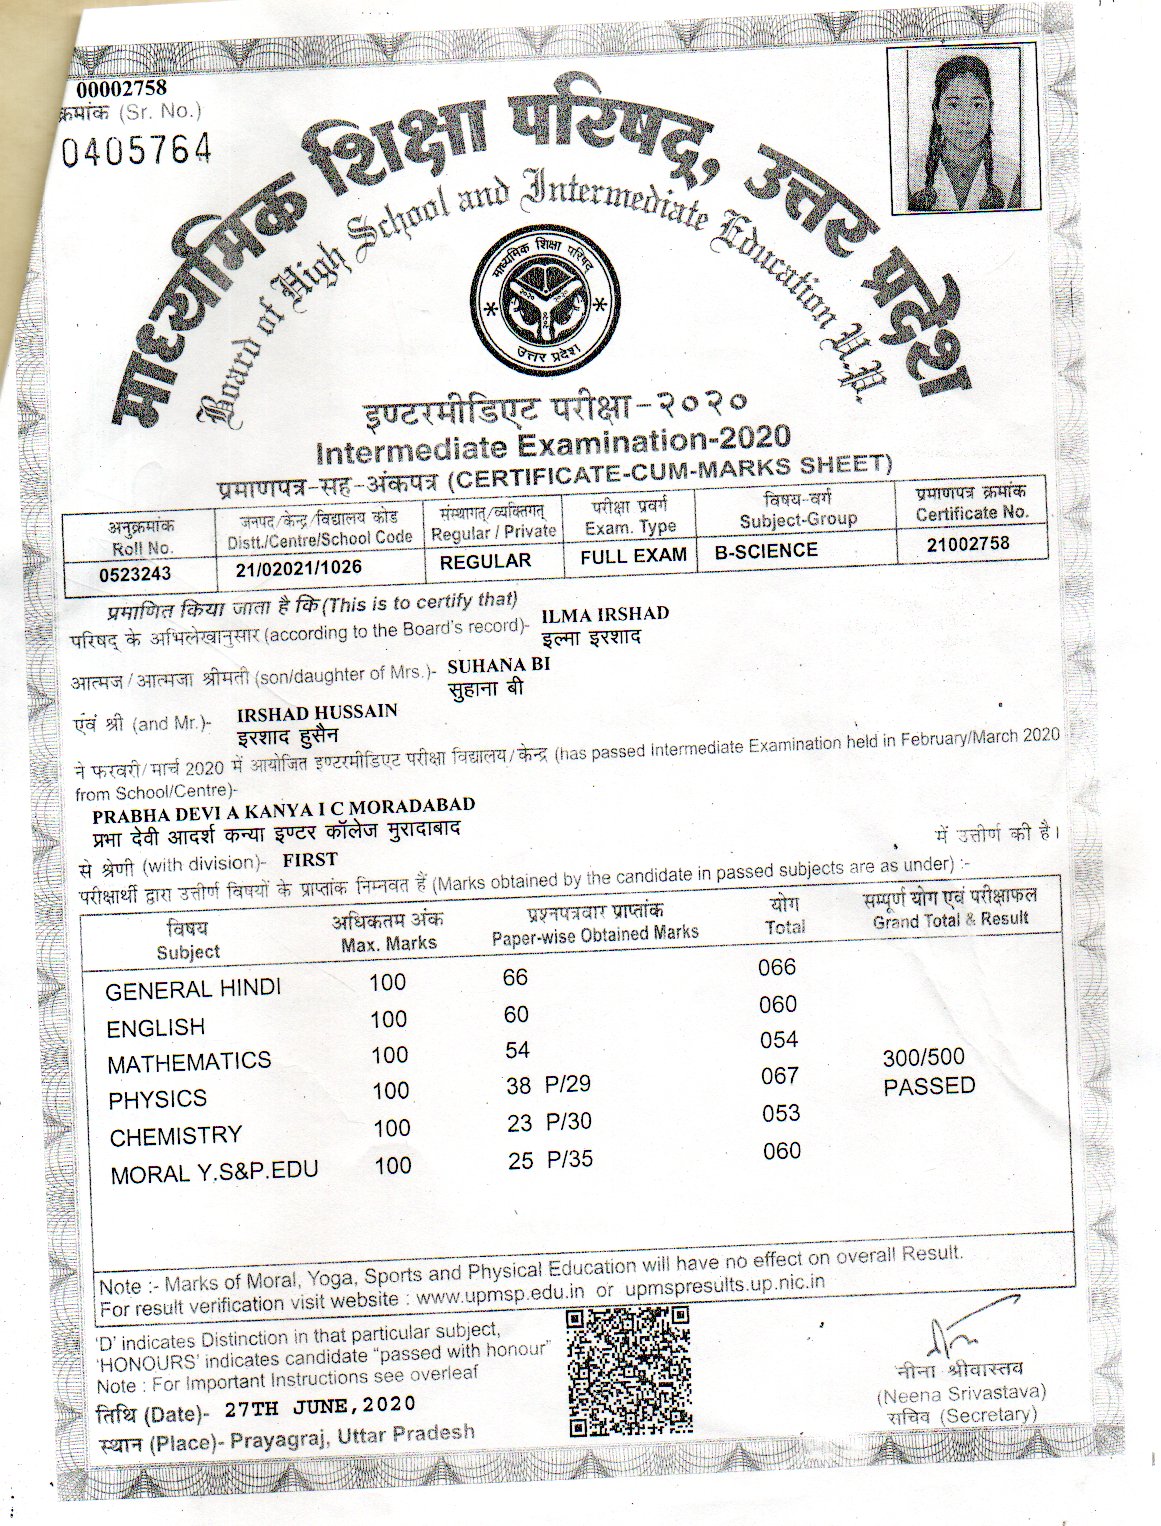 00002758
क्रमांक (Sr. No.)
0405764
माध्यमिक शिक्षा परिषद्, उत्तर प्रदेश
Board of High School and Intermediate Education U.P.
माध्यमिक शिक्षा परिषद्
उत्तर प्रदेश
इण्टरमीडिएट परीक्षा-२०२०
Intermediate Examination-2020
प्रमाणपत्र-सह-अंकपत्र (CERTIFICATE-CUM-MARKS SHEET)
अनुक्रमांक जनपद/केन्द्र/विद्यालय कोड संस्थागत्/व्यक्तिगत् परीक्षा प्रवर्ग विषय-वर्ग प्रमाणपत्र क्रमांक
Roll No. Distt./Centre/School Code Regular / Private Exam. Type Subject-Group Certificate No.
0523243 21/02021/1026 REGULAR FULL EXAM B-SCIENCE 21002758
प्रमाणित किया जाता है कि (This is to certify that)
परिषद् के अभिलेखानुसार (according to the Board's record)- ILMA IRSHAD
इल्मा इरशाद
आत्मज / आत्मजा श्रीमती (son/daughter of Mrs.)- SUHANA BI
सुहाना बी
एंवं श्री (and Mr.)- IRSHAD HUSSAIN
इरशाद हुसैन
ने फरवरी/मार्च 2020 में आयोजित इण्टरमीडिएट परीक्षा विद्यालय/केन्द्र (has passed Intermediate Examination held in February/March 2020
from School/Centre)-
PRABHA DEVI A KANYA I C MORADABAD
प्रभा देवी आदर्श कन्या इण्टर कॉलेज मुरादाबाद
में उत्तीर्ण की है।
से श्रेणी (with division)- FIRST
परीक्षार्थी द्वारा उत्तीर्ण विषयों के प्राप्तांक निम्नवत हैं (Marks obtained by the candidate in passed subjects are as under) :-
विषय अधिकतम अंक प्रश्नपत्रवार प्राप्तांक योग सम्पूर्ण योग एवं परीक्षाफल
Subject Max. Marks Paper-wise Obtained Marks Total Grand Total & Result
GENERAL HINDI 100 66 066
ENGLISH 100 60 060
MATHEMATICS 100 54 054
300/500
PHYSICS 100 38 P/29 067
PASSED
CHEMISTRY 100 23 P/30 053
MORAL Y.S&P.EDU 100 25 P/35 060
Note :- Marks of Moral, Yoga, Sports and Physical Education will have no effect on overall Result.
For result verification visit website : www.upmsp.edu.in or upmspresults.up.nic.in
'D' indicates Distinction in that particular subject,
'HONOURS' indicates candidate "passed with honour"
Note : For Important Instructions see overleaf
तिथि (Date)- 27TH JUNE,2020
स्थान (Place)- Prayagraj, Uttar Pradesh
नीना श्रीवास्तव
(Neena Srivastava)
सचिव (Secretary)